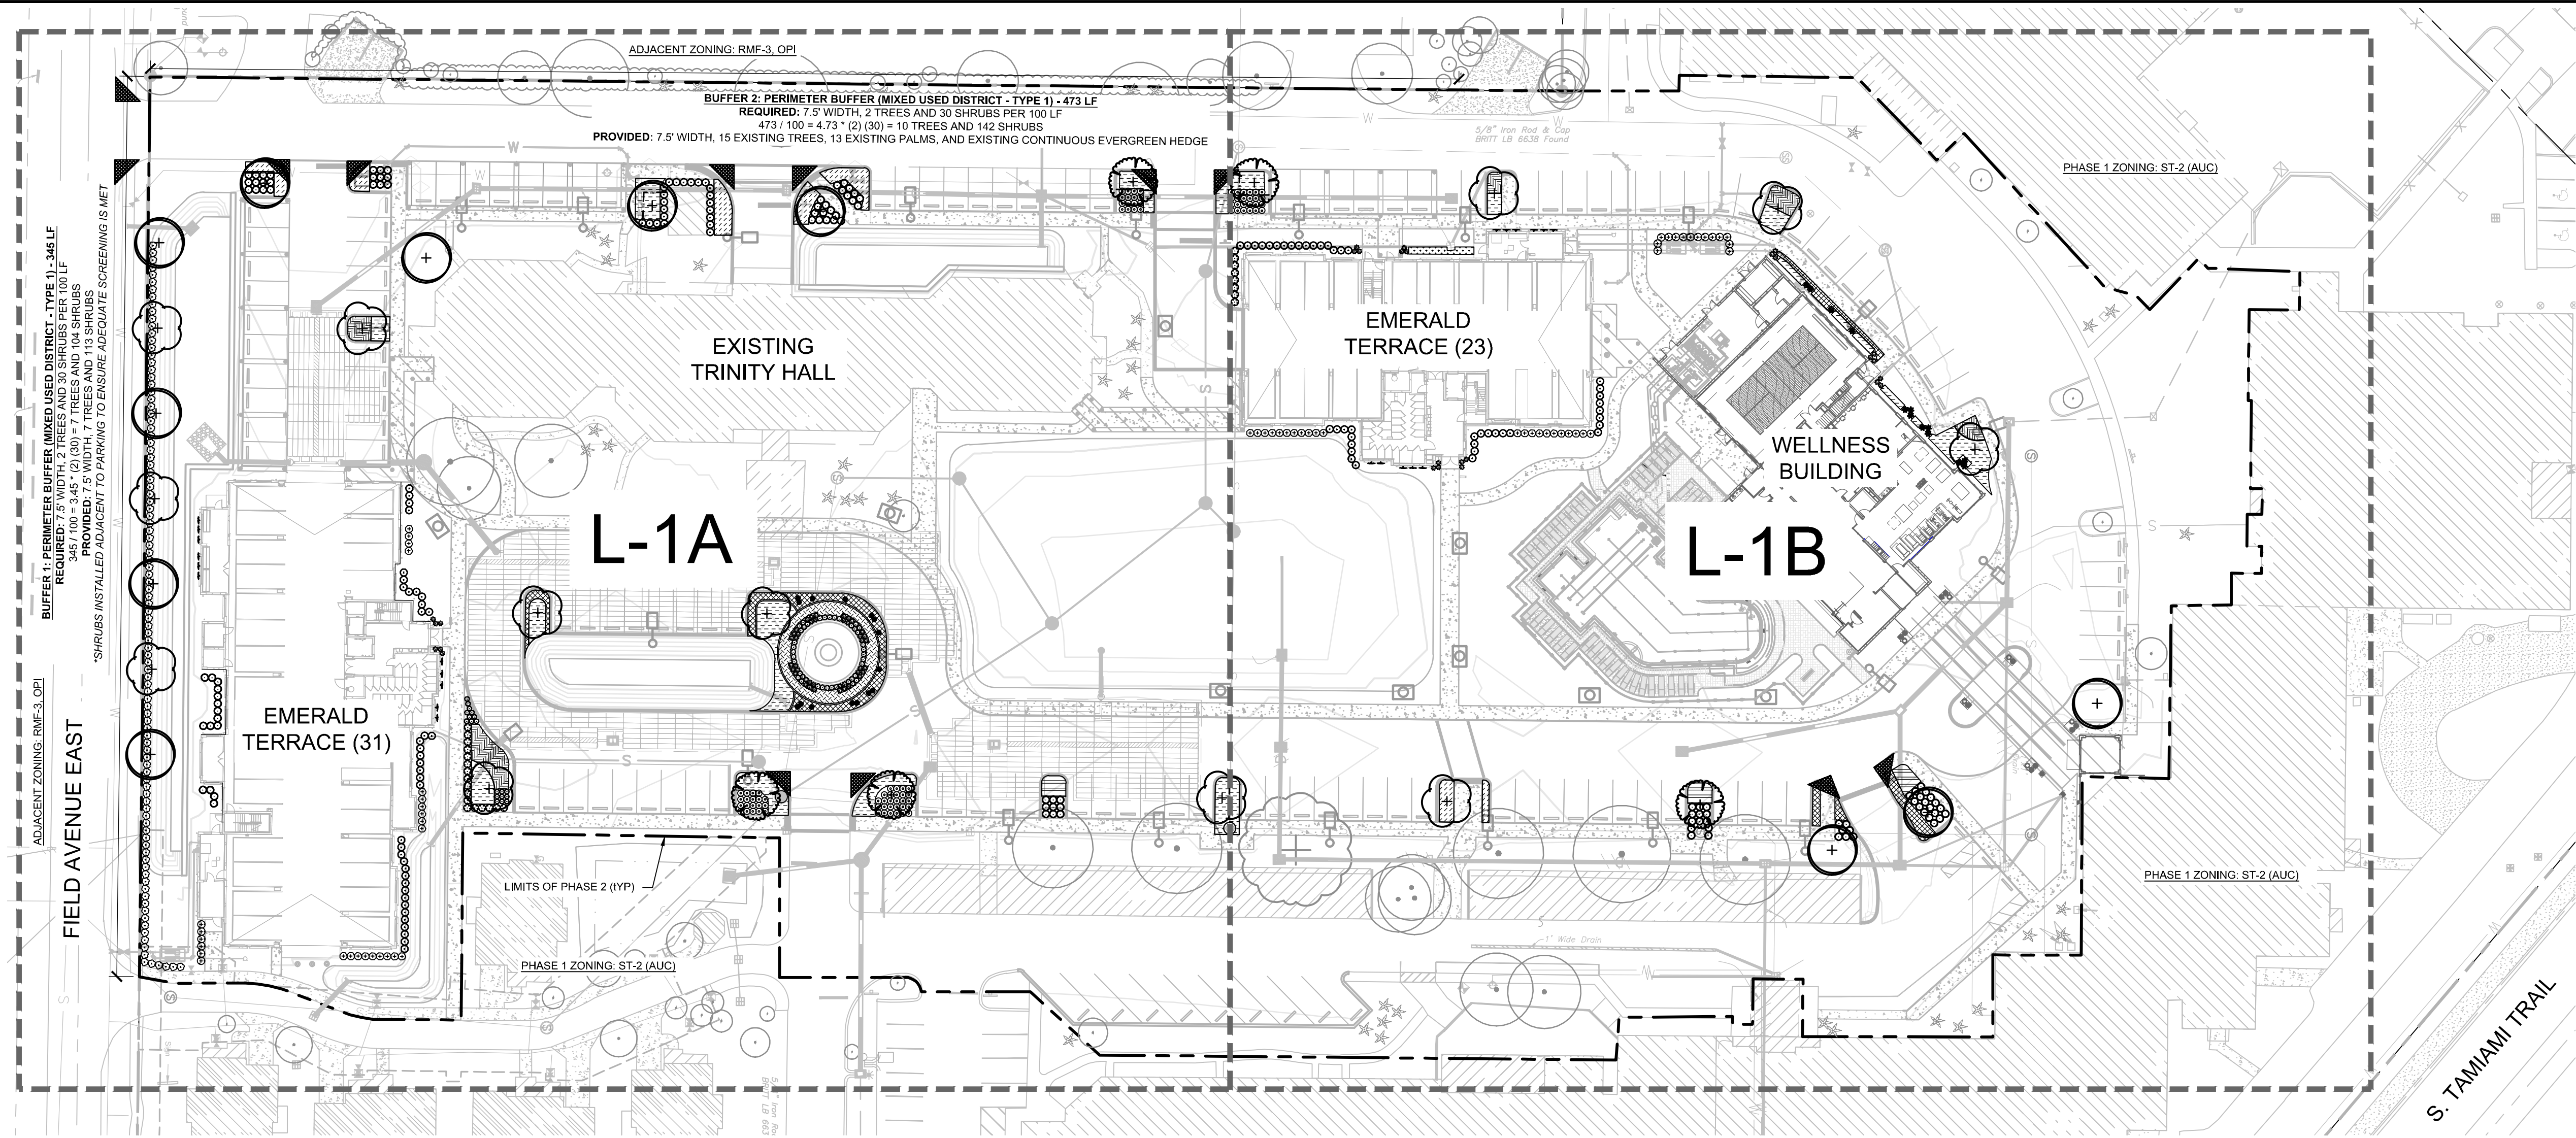 ADJACENT ZONING: RMF-3, OPI
BUFFER 2: PERIMETER BUFFER (MIXED USED DISTRICT - TYPE 1) - 473 LF
REQUIRED: 7.5' WIDTH, 2 TREES AND 30 SHRUBS PER 100 LF
473 / 100 = 4.73 * (2) (30) = 10 TREES AND 142 SHRUBS
PROVIDED: 7.5' WIDTH, 15 EXISTING TREES, 13 EXISTING PALMS, AND EXISTING CONTINUOUS EVERGREEN HEDGE
5/8" Iron Rod & Cap
BRITT LB 6638 Found
PHASE 1 ZONING: ST-2 (AUC)
BUFFER 1: PERIMETER BUFFER (MIXED USED DISTRICT - TYPE 1) - 345 LF
REQUIRED: 7.5' WIDTH, 2 TREES AND 30 SHRUBS PER 100 LF
345 / 100 = 3.45 * (2) (30) = 7 TREES AND 104 SHRUBS
PROVIDED: 7.5' WIDTH, 7 TREES AND 113 SHRUBS
*SHRUBS INSTALLED ADJACENT TO PARKING TO ENSURE ADEQUATE SCREENING IS MET
EXISTING
TRINITY HALL
EMERALD
TERRACE (23)
WELLNESS
BUILDING
L-1A
L-1B
ADJACENT ZONING: RMF-3, OPI
FIELD AVENUE EAST
EMERALD
TERRACE (31)
LIMITS OF PHASE 2 (tYP)
PHASE 1 ZONING: ST-2 (AUC)
1" Wide Drain
PHASE 1 ZONING: ST-2 (AUC)
S. TAMIAMI TRAIL